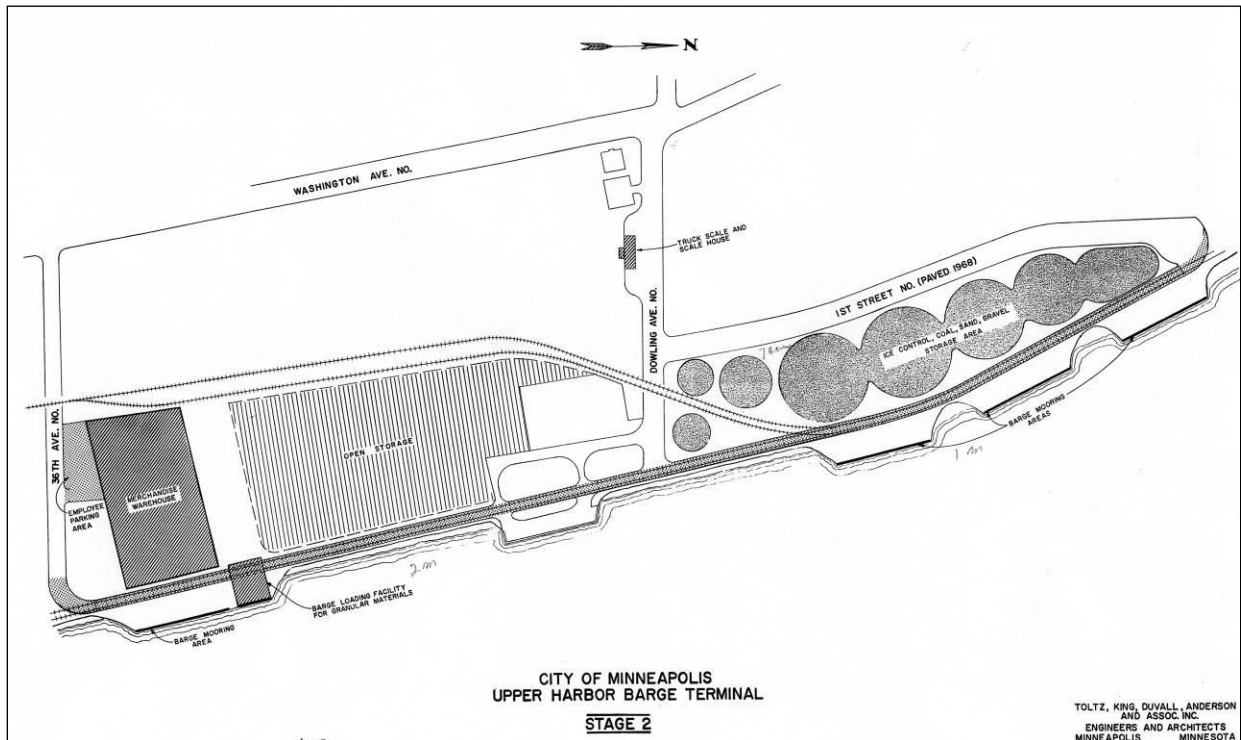 N
WASHINGTON AVE. NO.
TRUCK SCALE AND
SCALE HOUSE
DOWLING AVE. NO.
1ST STREET NO. (PAVED 1968)
ICE CONTROL, COAL, SAND, GRAVEL
STORAGE AREA
36TH AVE. NO.
OPEN STORAGE
EMPLOYEE
PARKING
AREA
MERCHANDISE
WAREHOUSE
BARGE MOORING
AREAS
1 m
2 m
BARGE LOADING FACILITY
FOR GRANULAR MATERIALS
BARGE MOORING
AREA
CITY OF MINNEAPOLIS
UPPER HARBOR BARGE TERMINAL
STAGE 2
TOLTZ, KING, DUVALL, ANDERSON
AND ASSOC. INC.
ENGINEERS AND ARCHITECTS
MINNEAPOLIS MINNESOTA